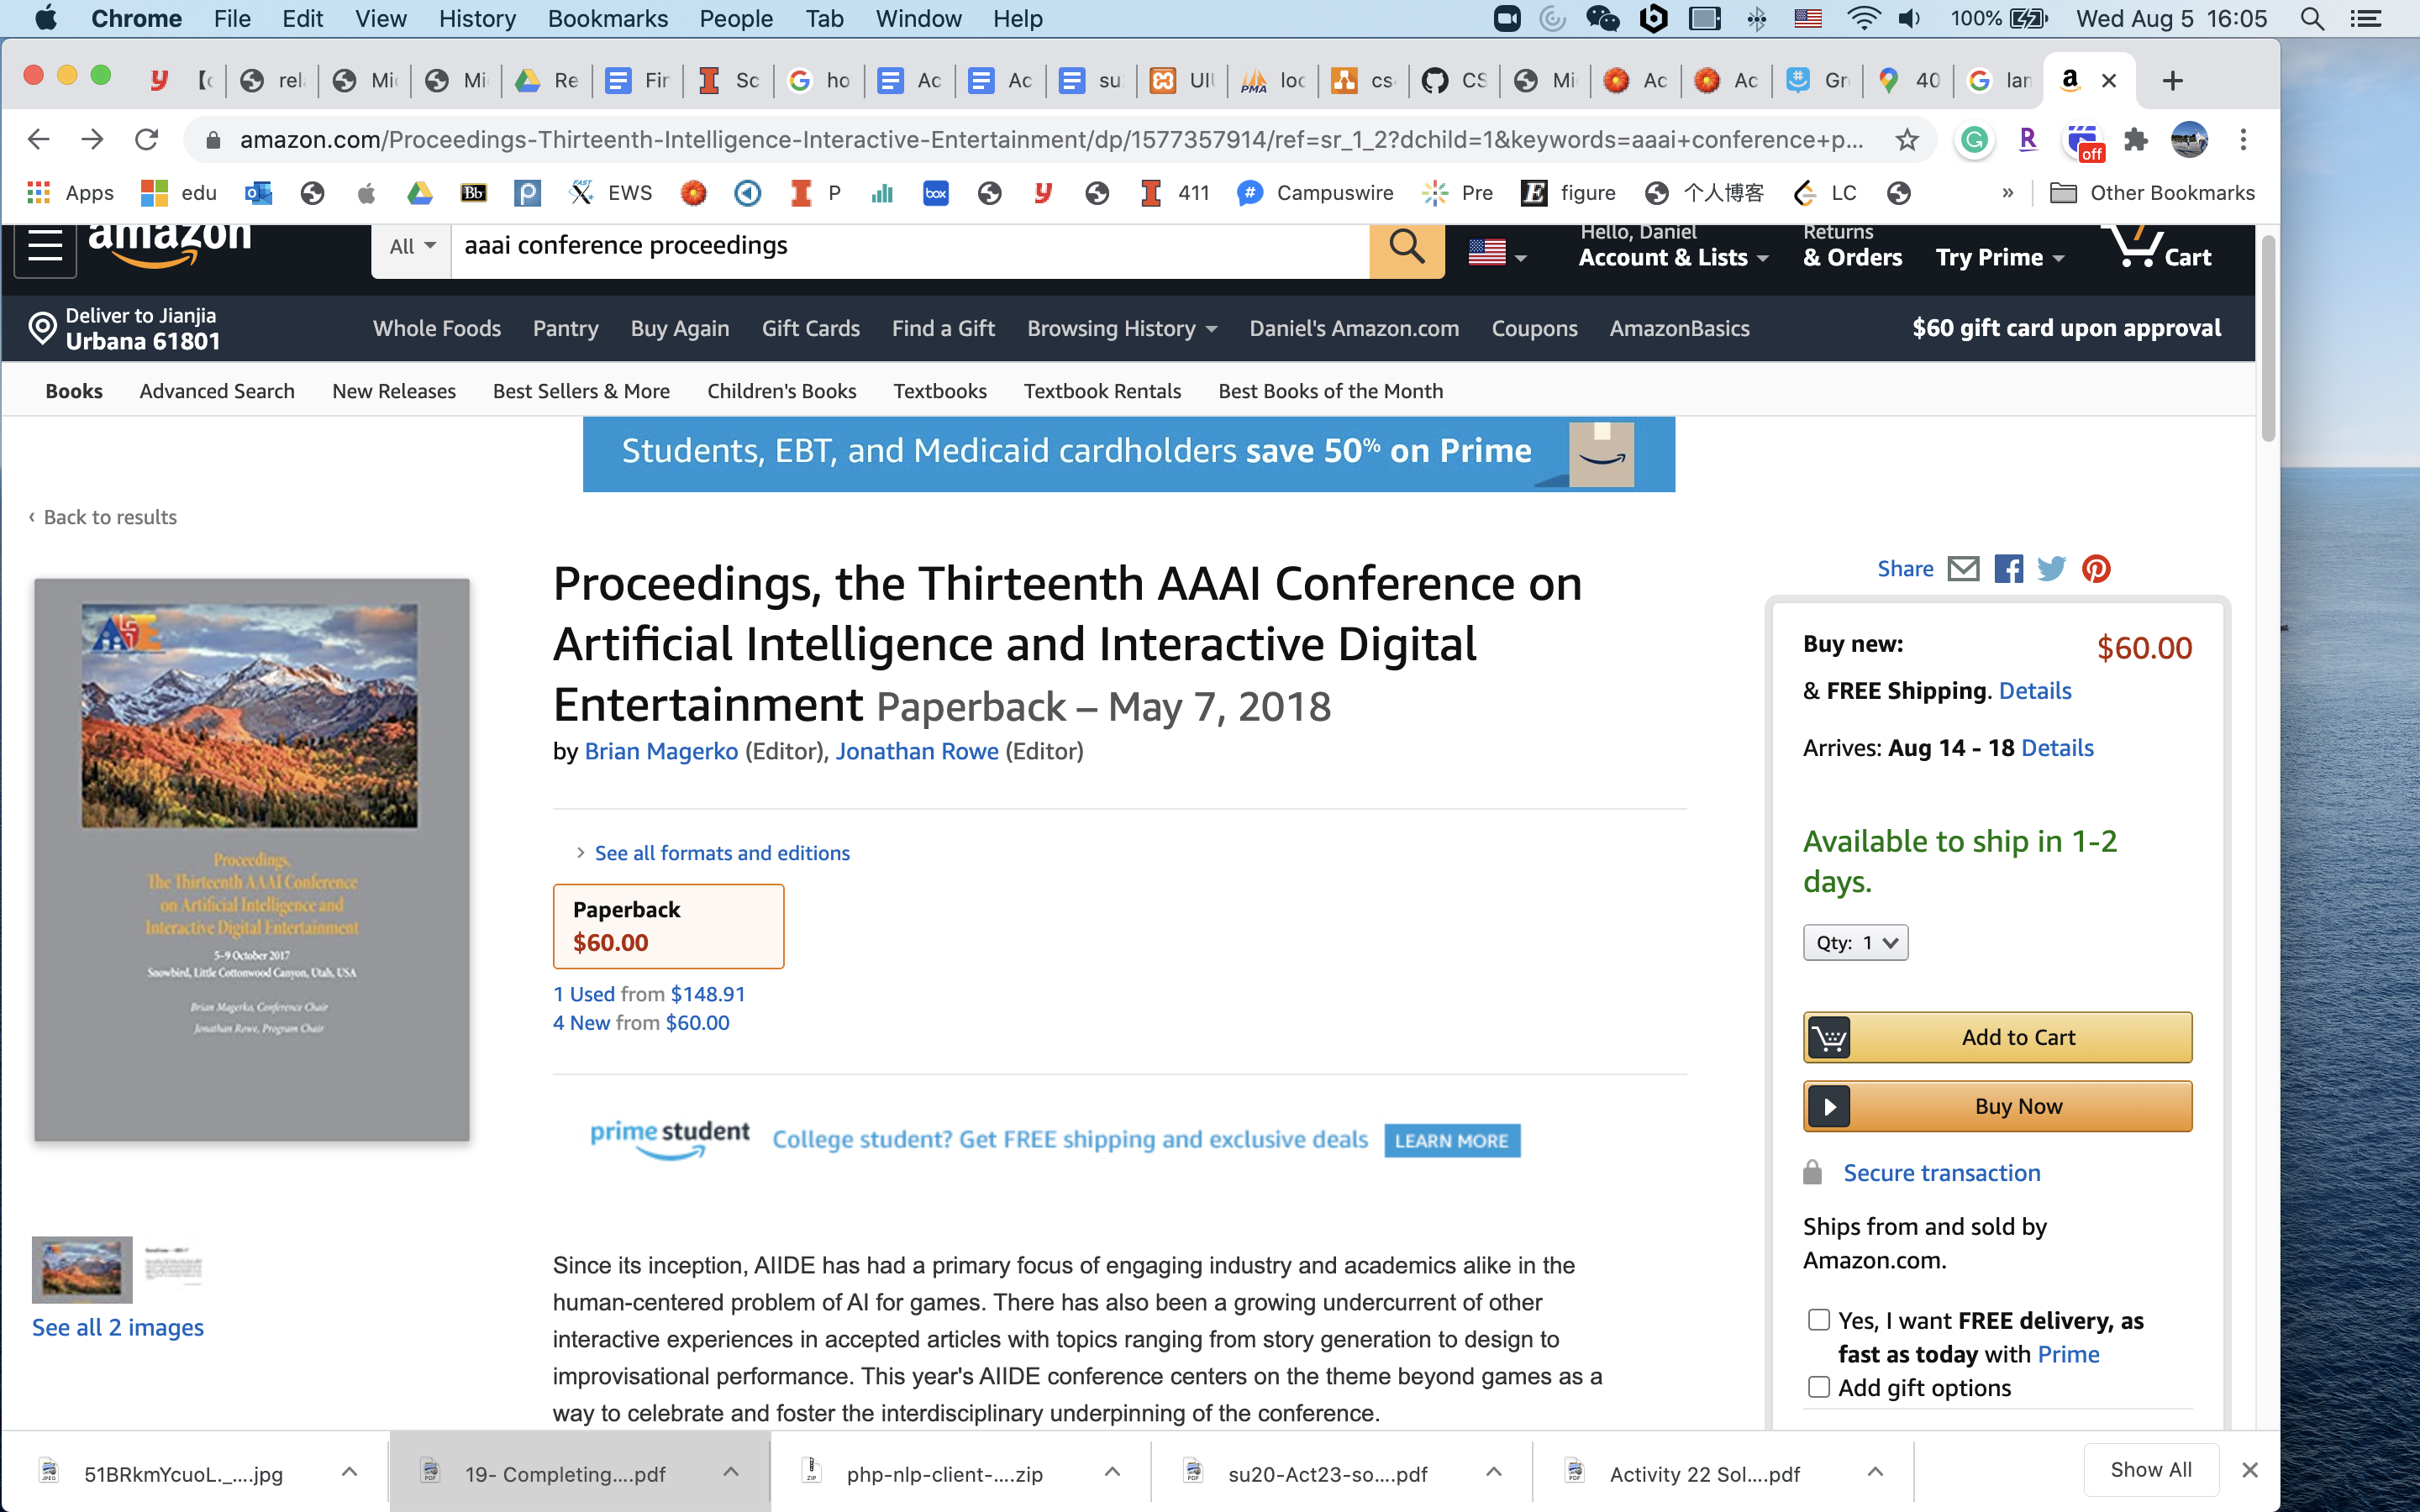 Chrome File Edit View History Bookmarks People Tab Window Help 100% Wed Aug 5 16:05
rel Mi Mi Re Fir Sc ho Ac Ac su UI loc cs CS Mi Ac Ac Gr 40 lan
amazon.com/Proceedings-Thirteenth-Intelligence-Interactive-Entertainment/dp/1577357914/ref=sr_1_2?dchild=1&keywords=aaai+conference+p...
off
Apps edu Bb EWS P box 411 Campuswire Pre figure 个人博客 LC » Other Bookmarks
amazon
All aaai conference proceedings
Hello, Daniel
Account & Lists
Returns
& Orders
Try Prime
Cart
Deliver to Jianjia
Urbana 61801
Whole Foods Pantry Buy Again Gift Cards Find a Gift Browsing History Daniel's Amazon.com Coupons AmazonBasics
$60 gift card upon approval
Books Advanced Search New Releases Best Sellers & More Children's Books Textbooks Textbook Rentals Best Books of the Month
Students, EBT, and Medicaid cardholders save 50% on Prime
‹ Back to results
Proceedings,
The Thirteenth AAAI Conference
on Artificial Intelligence and
Interactive Digital Entertainment
5–9 October 2017
Snowbird, Little Cottonwood Canyon, Utah, USA
Brian Magerko, Conference Chair
Jonathan Rowe, Program Chair
See all 2 images
Proceedings, the Thirteenth AAAI Conference on
Artificial Intelligence and Interactive Digital
Entertainment Paperback – May 7, 2018
by Brian Magerko (Editor), Jonathan Rowe (Editor)
› See all formats and editions
Paperback
$60.00
1 Used from $148.91
4 New from $60.00
prime student College student? Get FREE shipping and exclusive deals LEARN MORE
Since its inception, AIIDE has had a primary focus of engaging industry and academics alike in the
human-centered problem of AI for games. There has also been a growing undercurrent of other
interactive experiences in accepted articles with topics ranging from story generation to design to
improvisational performance. This year's AIIDE conference centers on the theme beyond games as a
way to celebrate and foster the interdisciplinary underpinning of the conference.
Share
Buy new: $60.00
& FREE Shipping. Details
Arrives: Aug 14 - 18 Details
Available to ship in 1-2
days.
Qty: 1
Add to Cart
Buy Now
Secure transaction
Ships from and sold by
Amazon.com.
Yes, I want FREE delivery, as
fast as today with Prime
Add gift options
51BRkmYcuoL._....jpg 19- Completing....pdf php-nlp-client-....zip su20-Act23-so....pdf Activity 22 Sol....pdf Show All